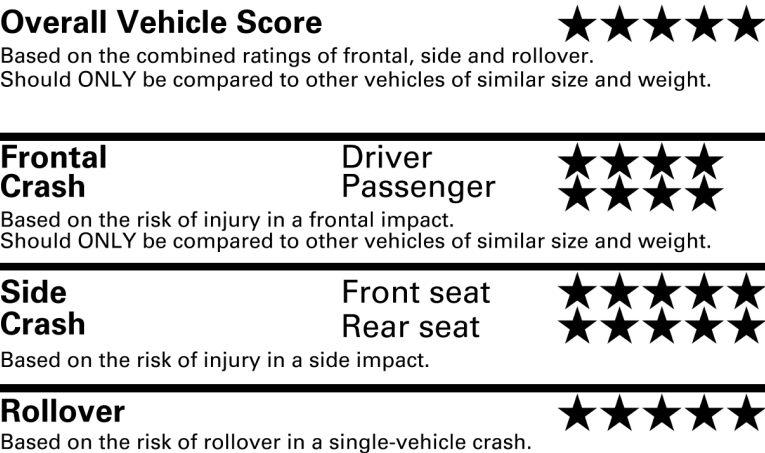 Overall Vehicle Score ★★★★★
Based on the combined ratings of frontal, side and rollover.
Should ONLY be compared to other vehicles of similar size and weight.
Frontal Driver ★★★★
Crash Passenger ★★★★
Based on the risk of injury in a frontal impact.
Should ONLY be compared to other vehicles of similar size and weight.
Side Front seat ★★★★★
Crash Rear seat ★★★★★
Based on the risk of injury in a side impact.
Rollover ★★★★★
Based on the risk of rollover in a single-vehicle crash.